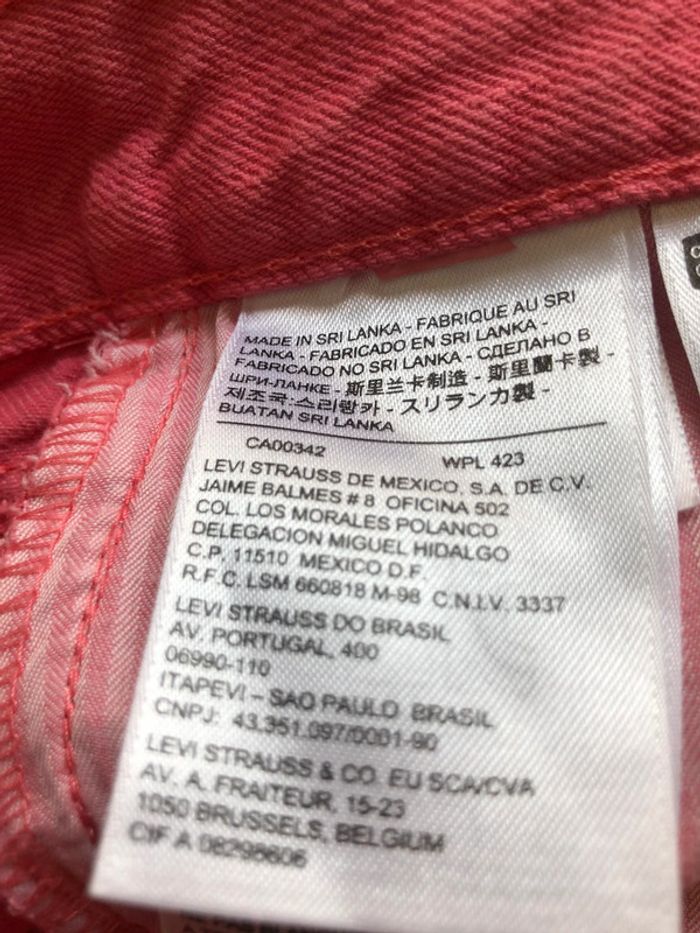 MADE IN SRI LANKA - FABRIQUE AU SRI
LANKA - FABRICADO EN SRI LANKA -
FABRICADO NO SRI LANKA - СДЕЛАНО В
ШРИ-ЛАНКЕ - 斯里兰卡制造 - 斯里蘭卡製 -
제조국:스리랑카 - スリランカ製 -
BUATAN SRI LANKA
CA00342 WPL 423
LEVI STRAUSS DE MEXICO, S.A. DE C.V.
JAIME BALMES # 8 OFICINA 502
COL. LOS MORALES POLANCO
DELEGACION MIGUEL HIDALGO
C.P. 11510 MEXICO D.F.
R.F.C. LSM 660818 M-98 C.N.I.V. 3337
LEVI STRAUSS DO BRASIL
AV. PORTUGAL, 400
06990-110
ITAPEVI – SAO PAULO BRASIL
CNPJ: 43.351.097/0001-90
LEVI STRAUSS & CO. EU SCA/CVA
AV. A. FRAITEUR, 15-23
1050 BRUSSELS, BELGIUM
CIF A 08298606